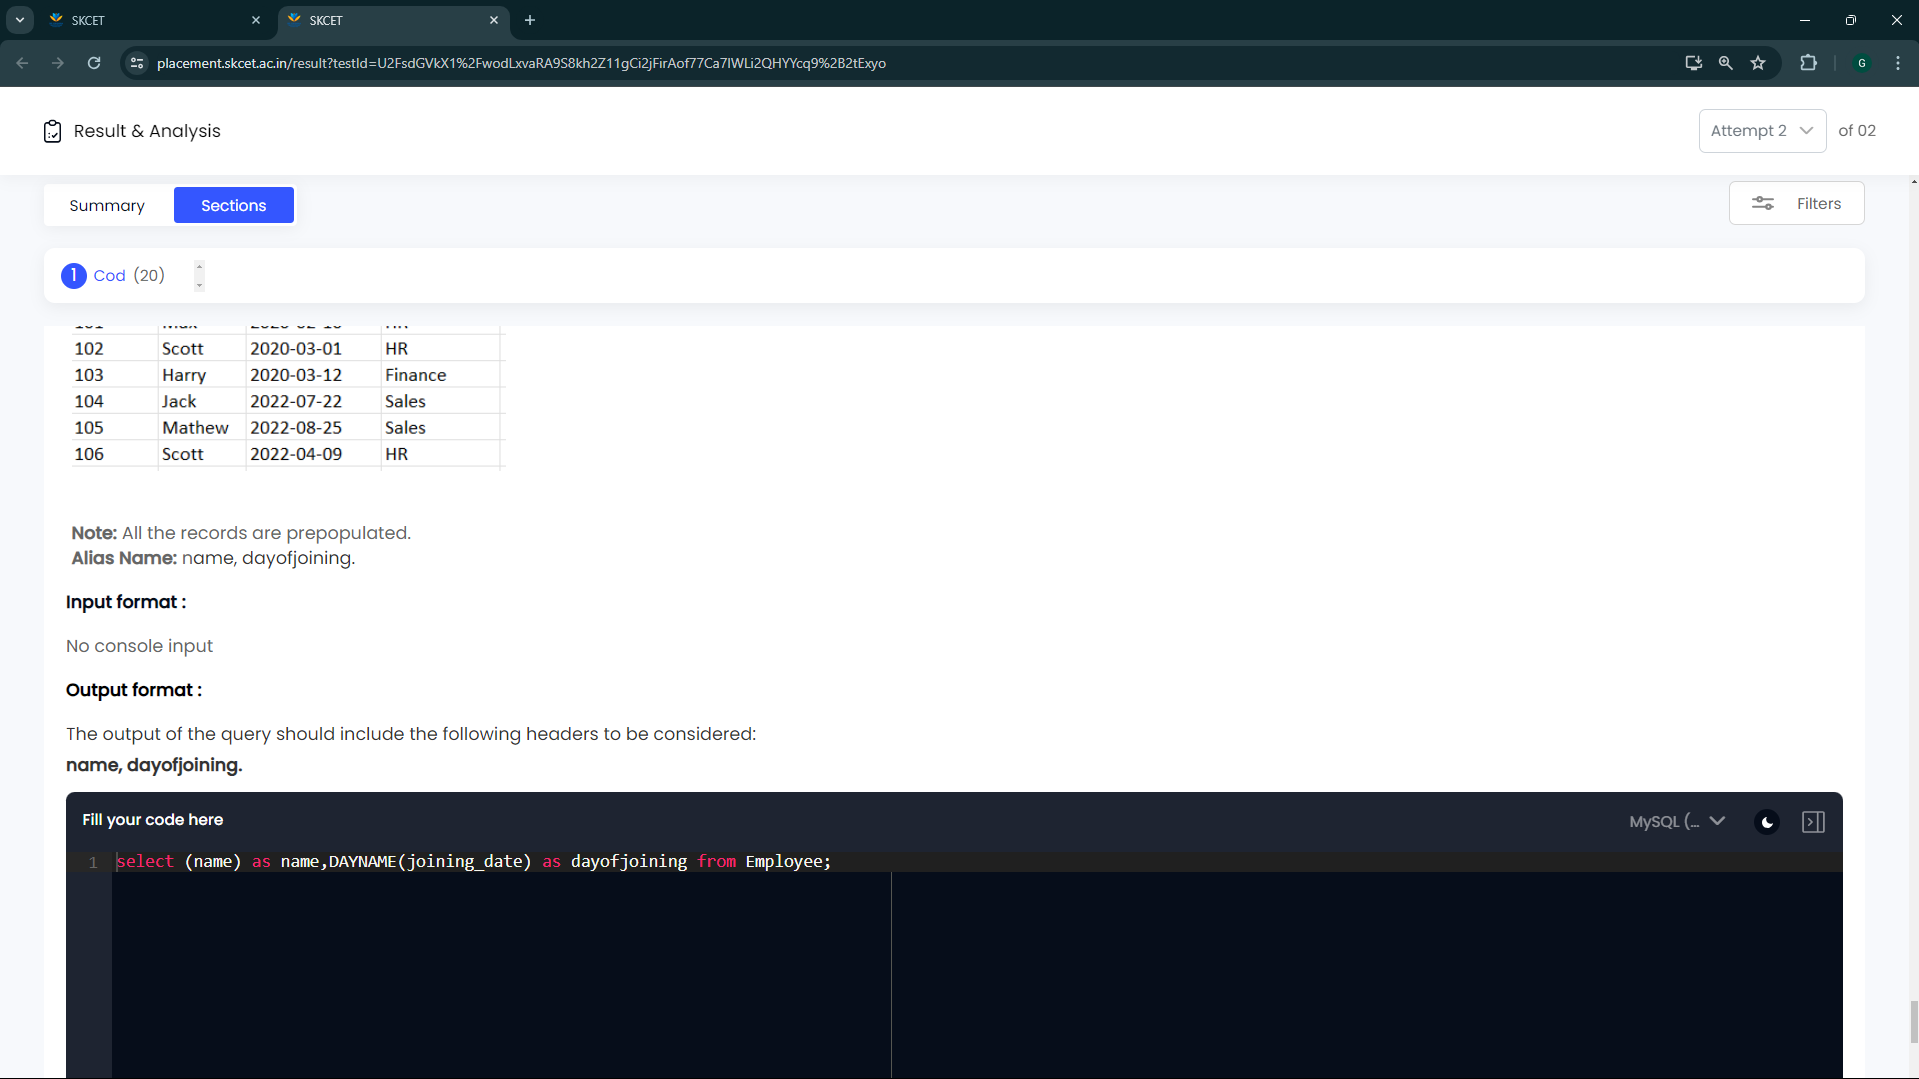 SKCET
SKCET
placement.skcet.ac.in/result?testId=U2FsdGVkX1%2FwodLxvaRA9S8kh2Z11gCi2jFirAof77Ca7IWLi2QHYYcq9%2B2tExyo
G
Result & Analysis
Attempt 2 of 02
Summary Sections
Filters
1 Cod (20)
102 Scott 2020-03-01 HR
103 Harry 2020-03-12 Finance
104 Jack 2022-07-22 Sales
105 Mathew 2022-08-25 Sales
106 Scott 2022-04-09 HR
Note: All the records are prepopulated.
Alias Name: name, dayofjoining.
Input format :
No console input
Output format :
The output of the query should include the following headers to be considered:
name, dayofjoining.
Fill your code here
MySQL (...
1 select (name) as name,DAYNAME(joining_date) as dayofjoining from Employee;